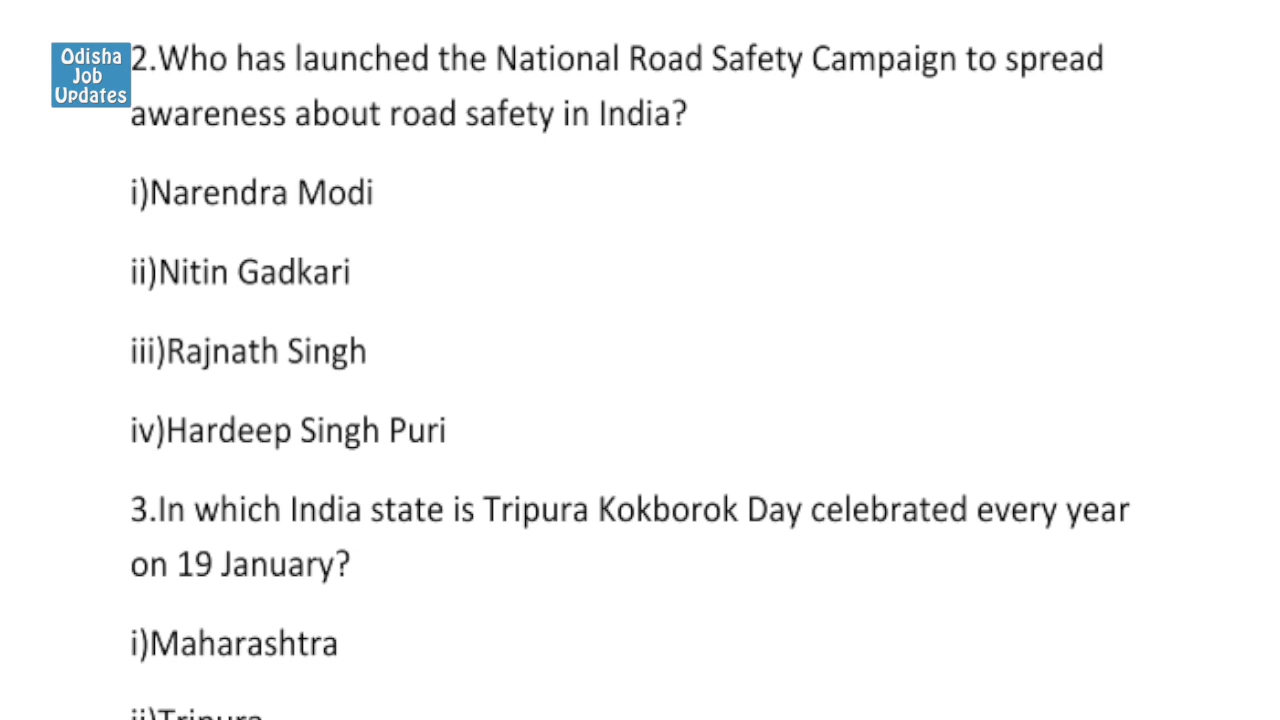 Odisha
Job
Updates
2.Who has launched the National Road Safety Campaign to spread
awareness about road safety in India?
i)Narendra Modi
ii)Nitin Gadkari
iii)Rajnath Singh
iv)Hardeep Singh Puri
3.In which India state is Tripura Kokborok Day celebrated every year
on 19 January?
i)Maharashtra
ii)Tripura